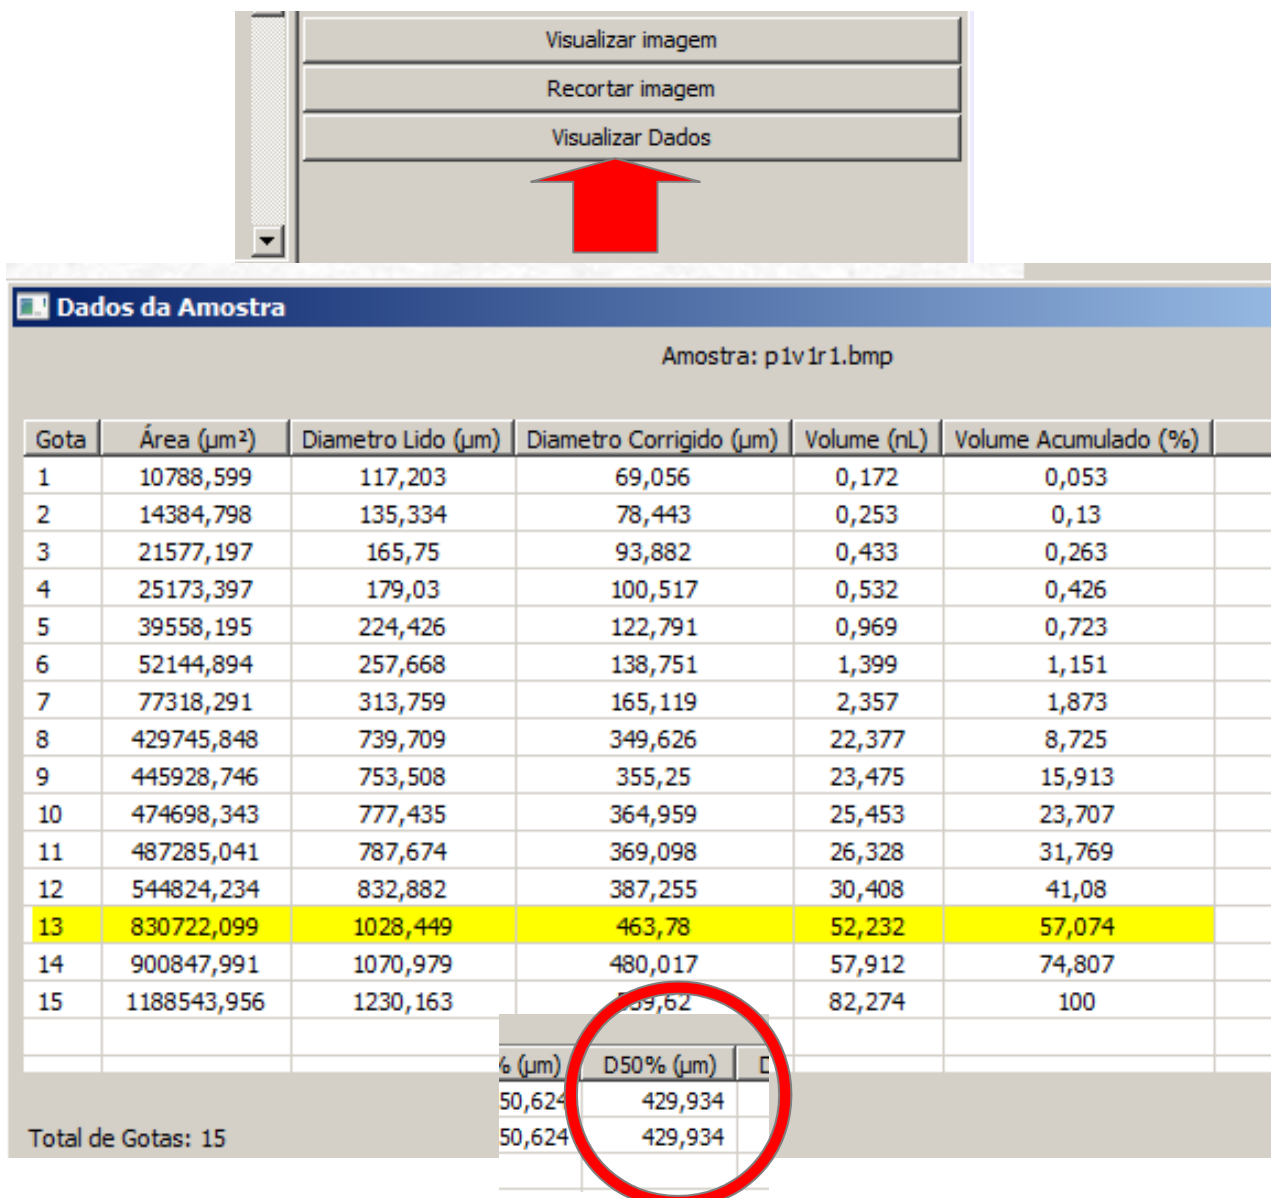 Visualizar imagem
Recortar imagem
Visualizar Dados
Dados da Amostra
Amostra: p1v1r1.bmp
Gota Área (µm²) Diametro Lido (µm) Diametro Corrigido (µm) Volume (nL) Volume Acumulado (%)
1 10788,599 117,203 69,056 0,172 0,053
2 14384,798 135,334 78,443 0,253 0,13
3 21577,197 165,75 93,882 0,433 0,263
4 25173,397 179,03 100,517 0,532 0,426
5 39558,195 224,426 122,791 0,969 0,723
6 52144,894 257,668 138,751 1,399 1,151
7 77318,291 313,759 165,119 2,357 1,873
8 429745,848 739,709 349,626 22,377 8,725
9 445928,746 753,508 355,25 23,475 15,913
10 474698,343 777,435 364,959 25,453 23,707
11 487285,041 787,674 369,098 26,328 31,769
12 544824,234 832,882 387,255 30,408 41,08
13 830722,099 1028,449 463,78 52,232 57,074
14 900847,991 1070,979 480,017 57,912 74,807
15 1188543,956 1230,163 82,274 100
% (µm) D50% (µm)
50,624 429,934
50,624 429,934
Total de Gotas: 15